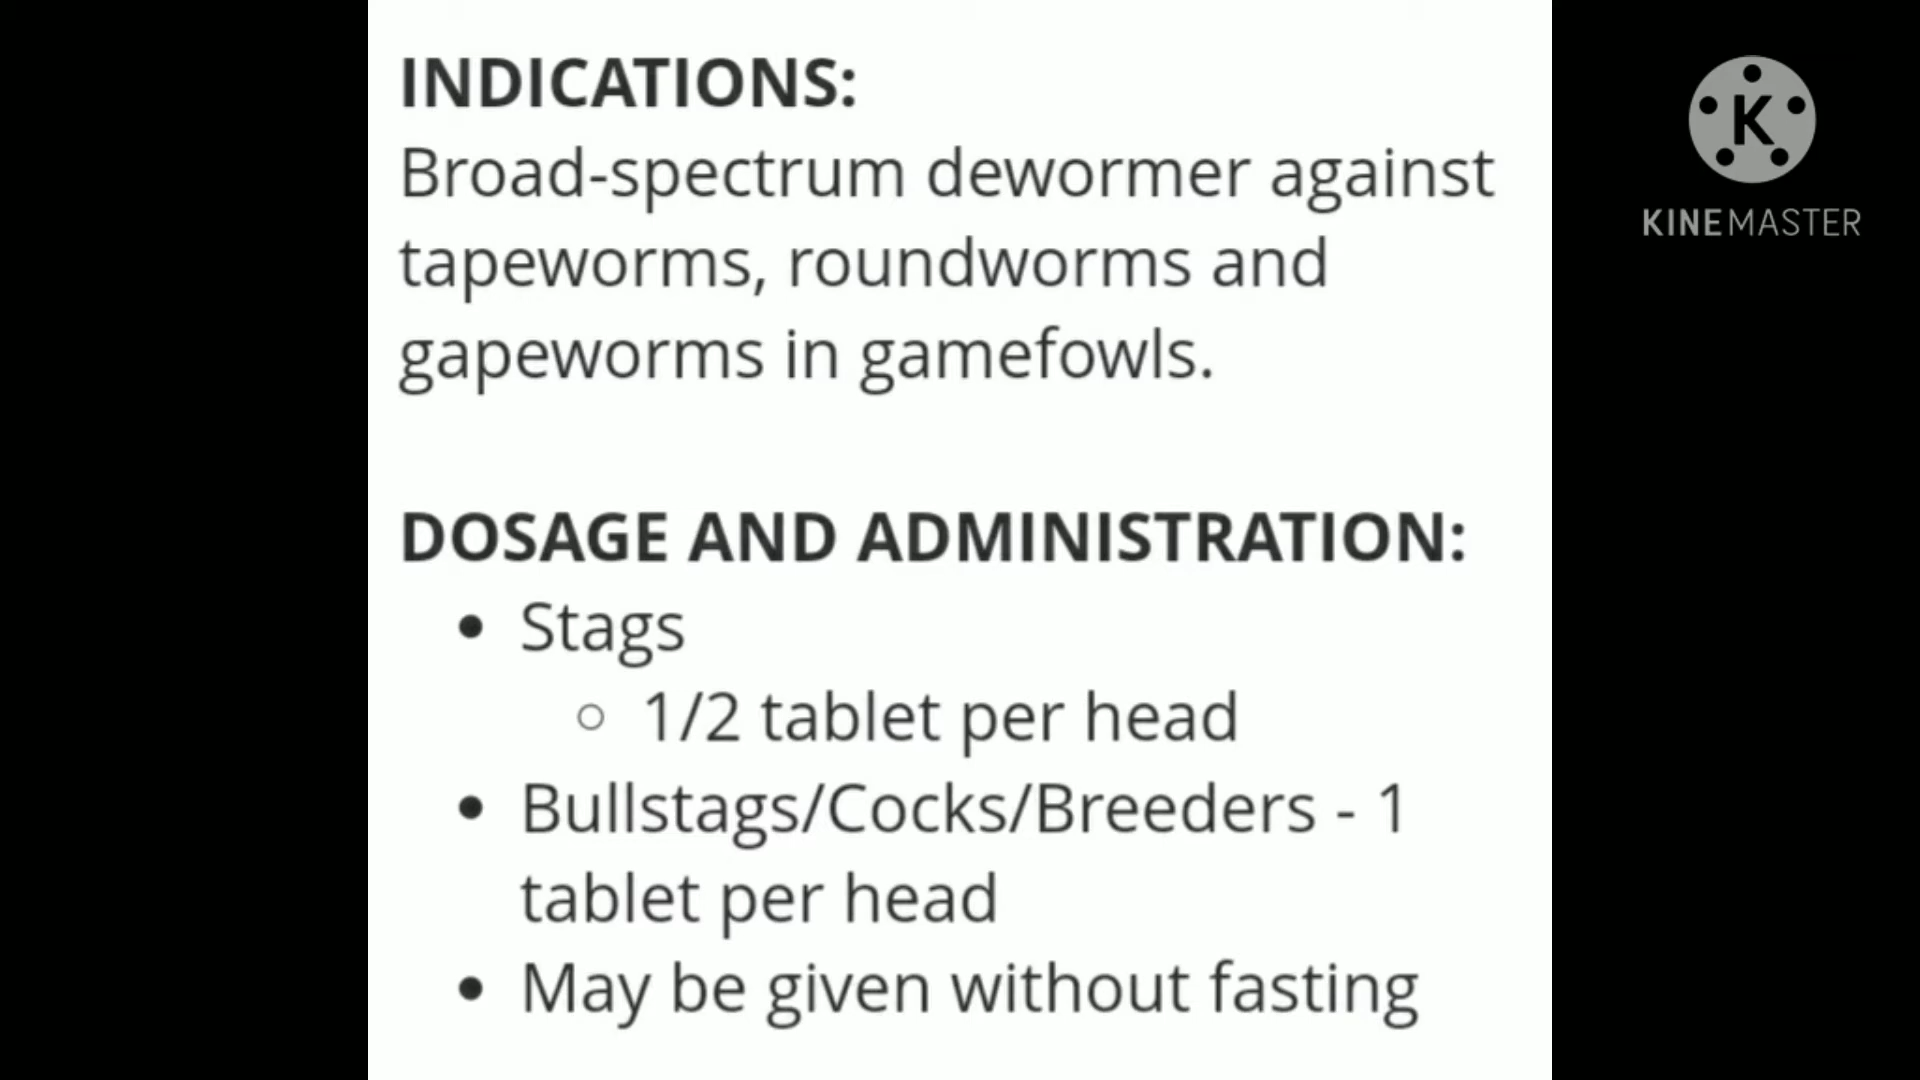 INDICATIONS:
Broad-spectrum dewormer against
tapeworms, roundworms and
gapeworms in gamefowls.
DOSAGE AND ADMINISTRATION:
• Stags
○ 1/2 tablet per head
• Bullstags/Cocks/Breeders - 1
tablet per head
• May be given without fasting
K
KINEMASTER